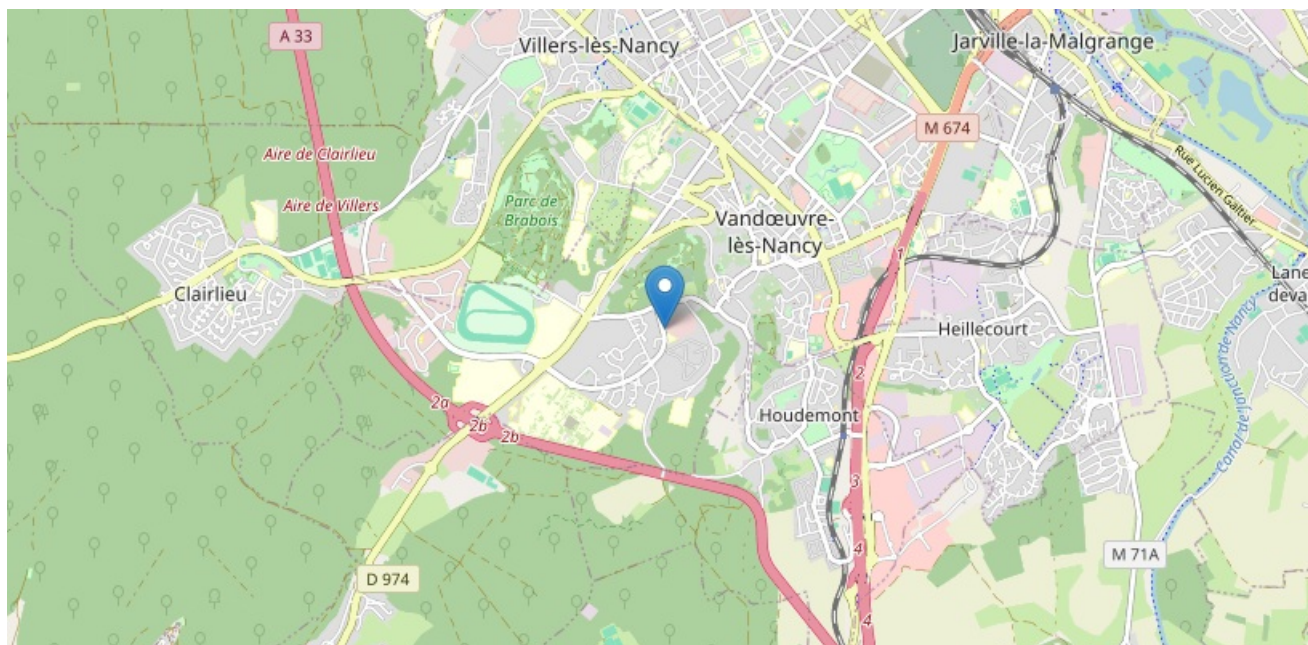 A 33
Villers-lès-Nancy
Jarville-la-Malgrange
M 674
Aire de Clairlieu
Rue Lucien Galtier
Parc de
Brabois
Aire de Villers
Vandœuvre-
lès-Nancy
1
Clairlieu
Lane
deva
Heillecourt
Canal de jonction de Nancy
2
2a
2b
2b
Houdemont
3
4
M 71A
D 974
4